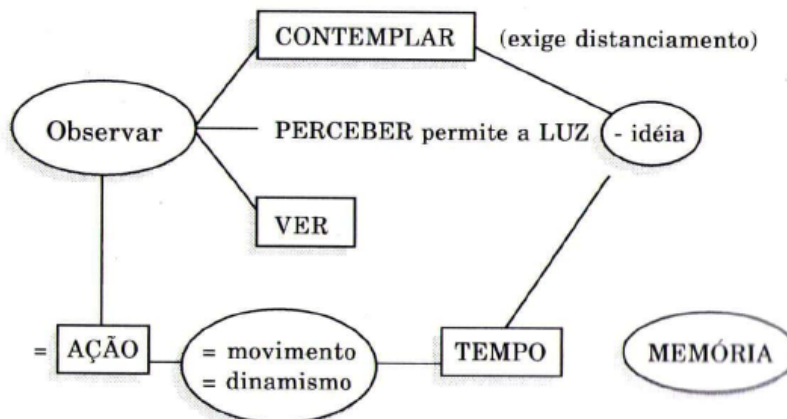 CONTEMPLAR (exige distanciamento)
Observar PERCEBER permite a LUZ - idéia
VER
= AÇÃO = movimento TEMPO MEMÓRIA
= dinamismo